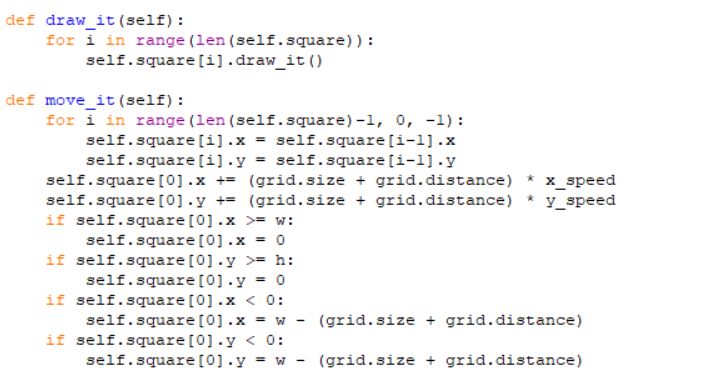 def draw_it(self):
    for i in range(len(self.square)):
        self.square[i].draw_it()

def move_it(self):
    for i in range(len(self.square)-1, 0, -1):
        self.square[i].x = self.square[i-1].x
        self.square[i].y = self.square[i-1].y
    self.square[0].x += (grid.size + grid.distance) * x_speed
    self.square[0].y += (grid.size + grid.distance) * y_speed
    if self.square[0].x >= w:
        self.square[0].x = 0
    if self.square[0].y >= h:
        self.square[0].y = 0
    if self.square[0].x < 0:
        self.square[0].x = w - (grid.size + grid.distance)
    if self.square[0].y < 0:
        self.square[0].y = w - (grid.size + grid.distance)